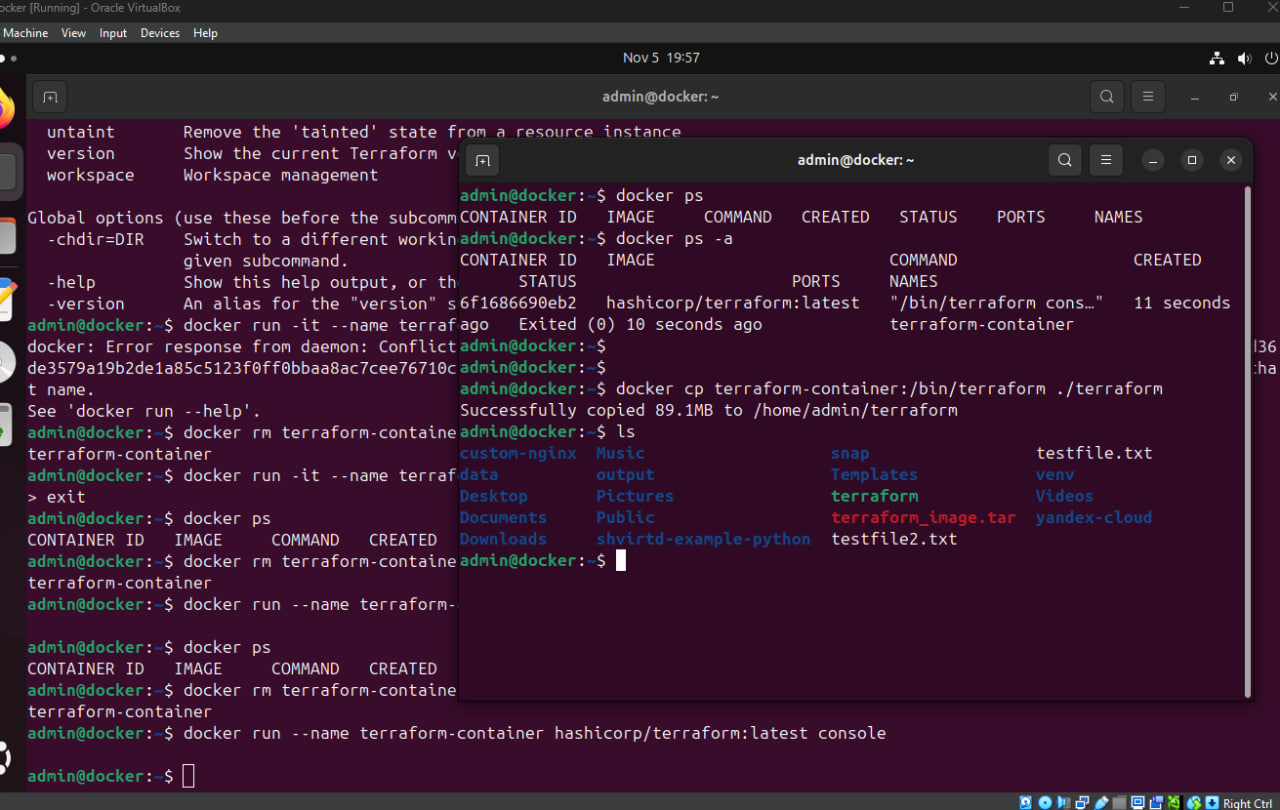 ocker [Running] - Oracle VirtualBox
Machine View Input Devices Help
Nov 5 19:57
admin@docker: ~
untaint Remove the 'tainted' state from a resource instance
version Show the current Terraform v
workspace Workspace management
Global options (use these before the subcomm
-chdir=DIR Switch to a different workin
given subcommand.
-help Show this help output, or th
-version An alias for the "version" s
admin@docker:~$ docker run -it --name terraf
docker: Error response from daemon: Conflict
l36
de3579a19b2de1a85c5123f0ff0bbaa8ac7cee76710c
tha
t name.
See 'docker run --help'.
admin@docker:~$ docker rm terraform-containe
terraform-container
admin@docker:~$ docker run -it --name terraf
> exit
admin@docker:~$ docker ps
CONTAINER ID IMAGE COMMAND CREATED
admin@docker:~$ docker rm terraform-containe
terraform-container
admin@docker:~$ docker run --name terraform-
admin@docker:~$ docker ps
CONTAINER ID IMAGE COMMAND CREATED
admin@docker:~$ docker rm terraform-containe
terraform-container
admin@docker:~$ docker run --name terraform-container hashicorp/terraform:latest console
admin@docker:~$
admin@docker: ~
admin@docker:~$ docker ps
CONTAINER ID IMAGE COMMAND CREATED STATUS PORTS NAMES
admin@docker:~$ docker ps -a
CONTAINER ID IMAGE COMMAND CREATED
STATUS PORTS NAMES
6f1686690eb2 hashicorp/terraform:latest "/bin/terraform cons…" 11 seconds
ago Exited (0) 10 seconds ago terraform-container
admin@docker:~$
admin@docker:~$
admin@docker:~$ docker cp terraform-container:/bin/terraform ./terraform
Successfully copied 89.1MB to /home/admin/terraform
admin@docker:~$ ls
custom-nginx Music snap testfile.txt
data output Templates venv
Desktop Pictures terraform Videos
Documents Public terraform_image.tar yandex-cloud
Downloads shvirtd-example-python testfile2.txt
admin@docker:~$
Right Ctrl